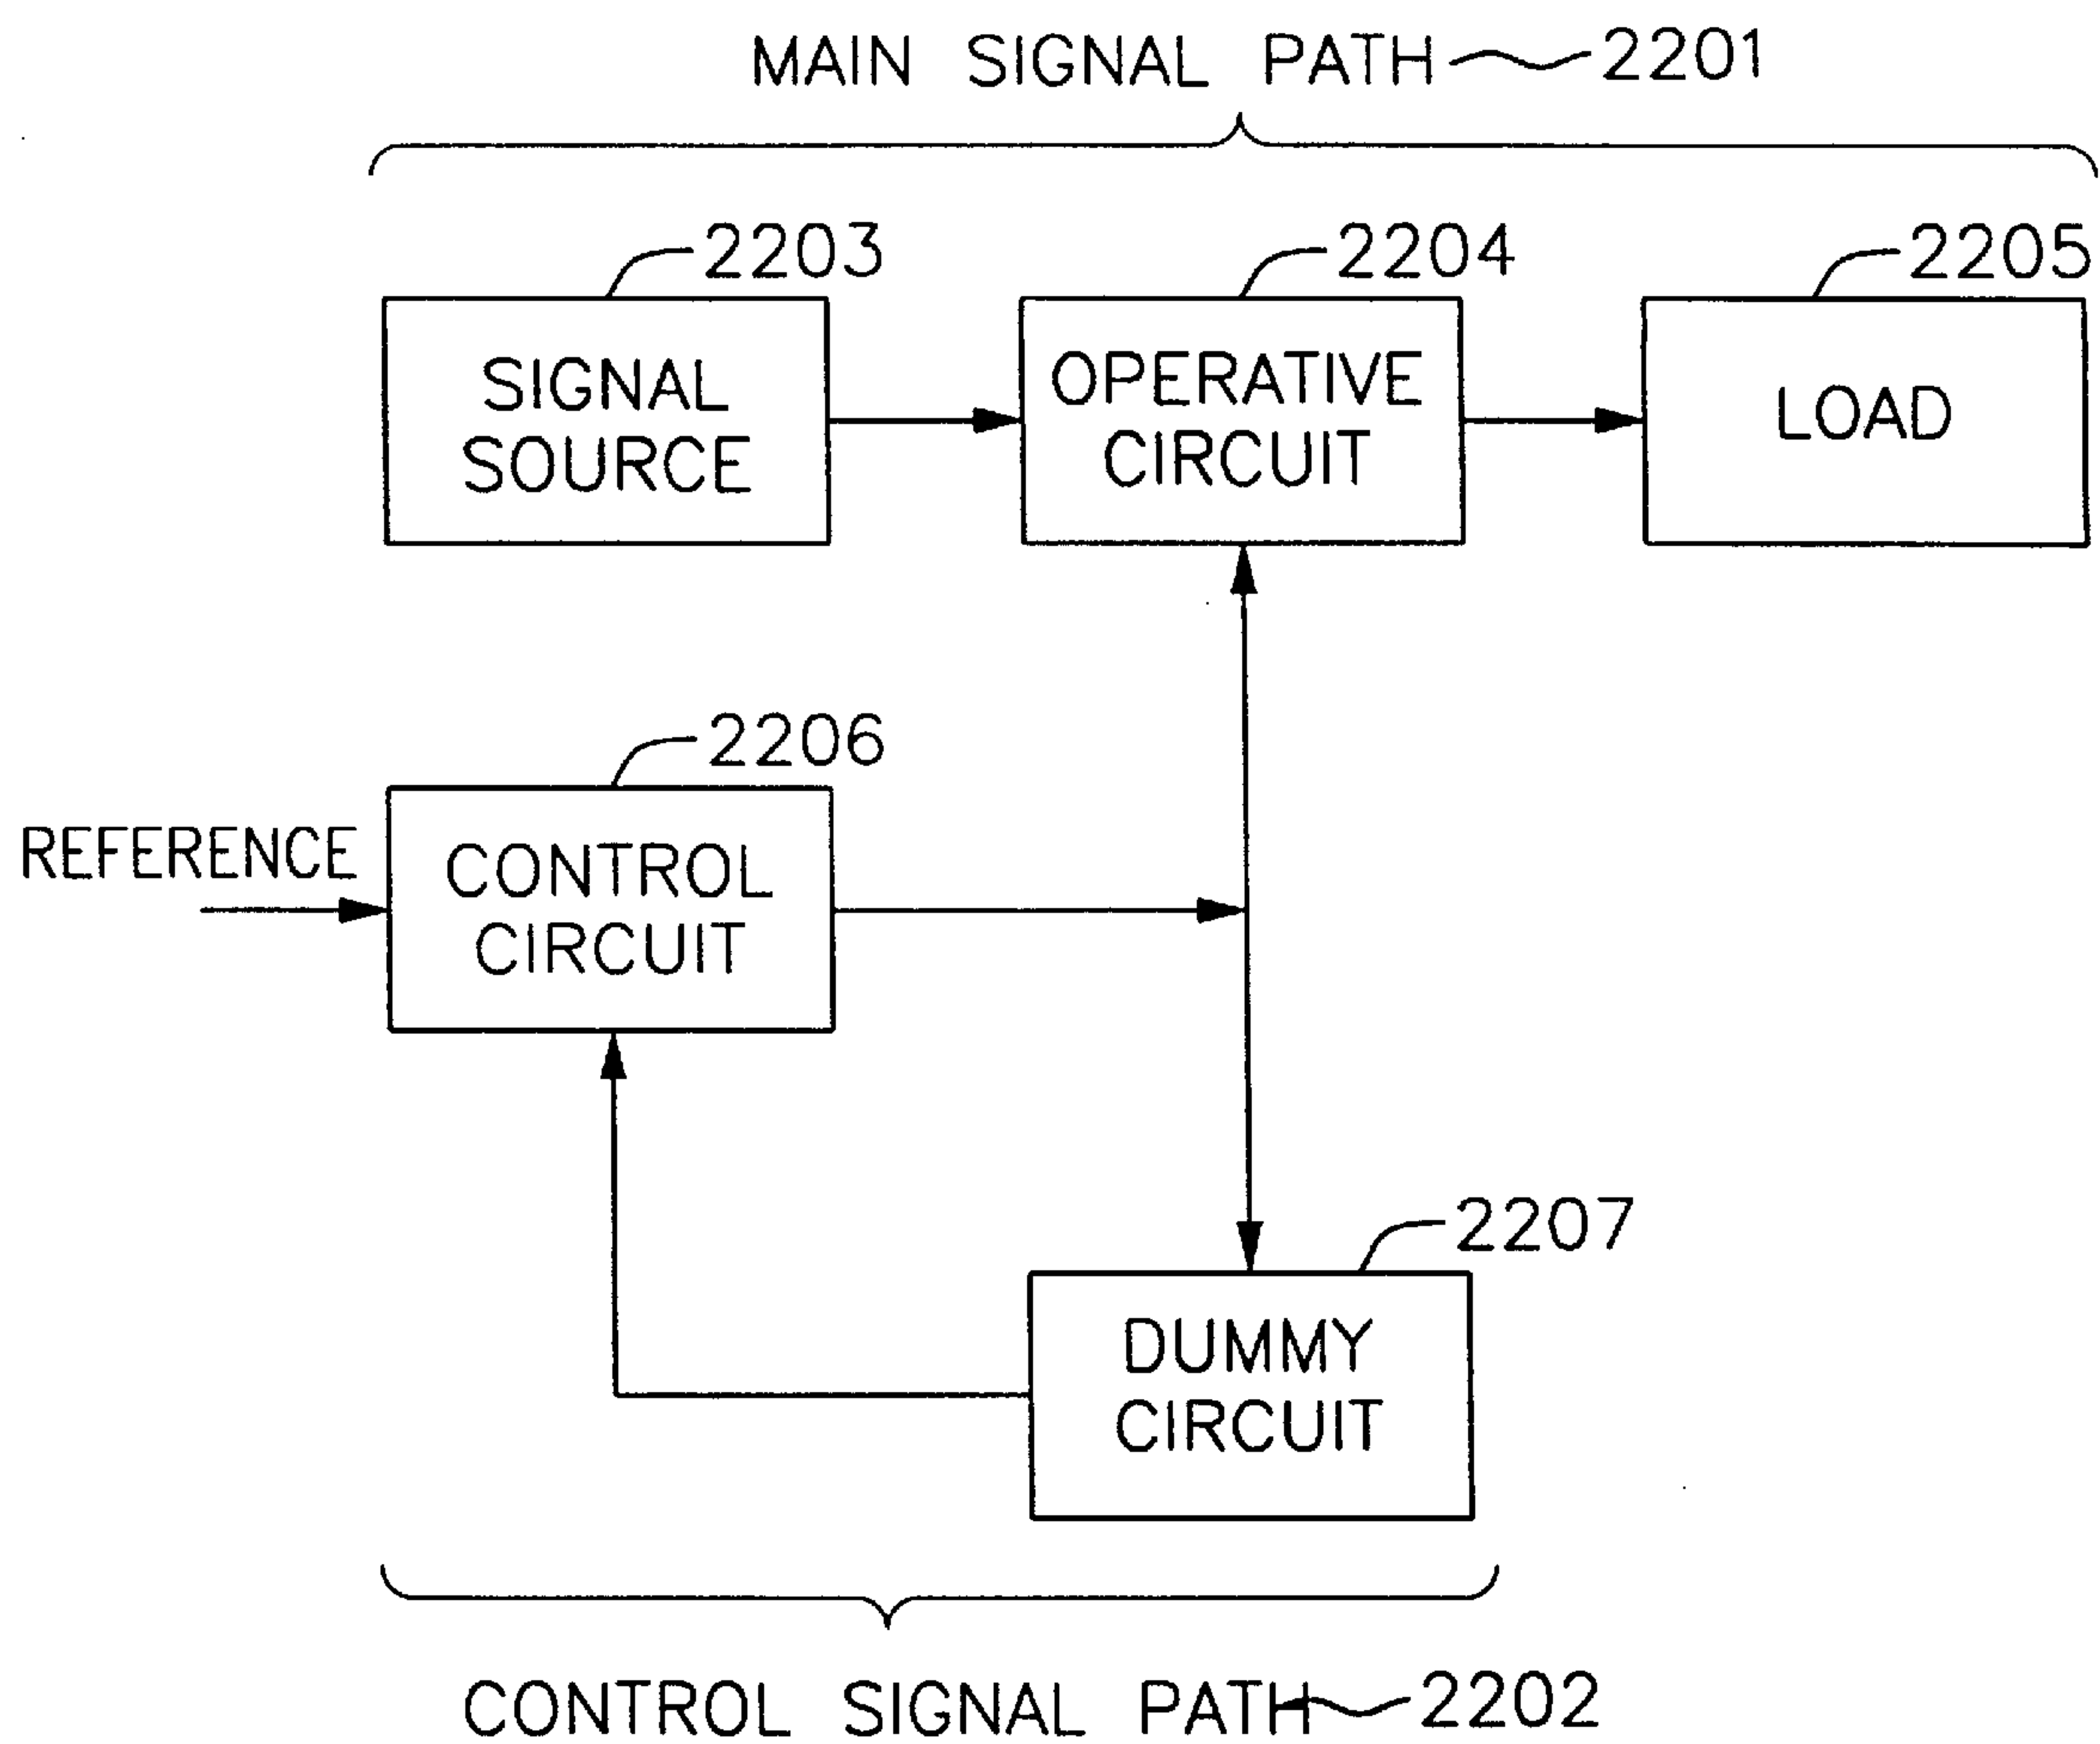 MAIN SIGNAL PATH 2201
2203
2204
2205
SIGNAL
SOURCE
OPERATIVE
CIRCUIT
LOAD
2206
REFERENCE
CONTROL
CIRCUIT
2207
DUMMY
CIRCUIT
CONTROL SIGNAL PATH 2202